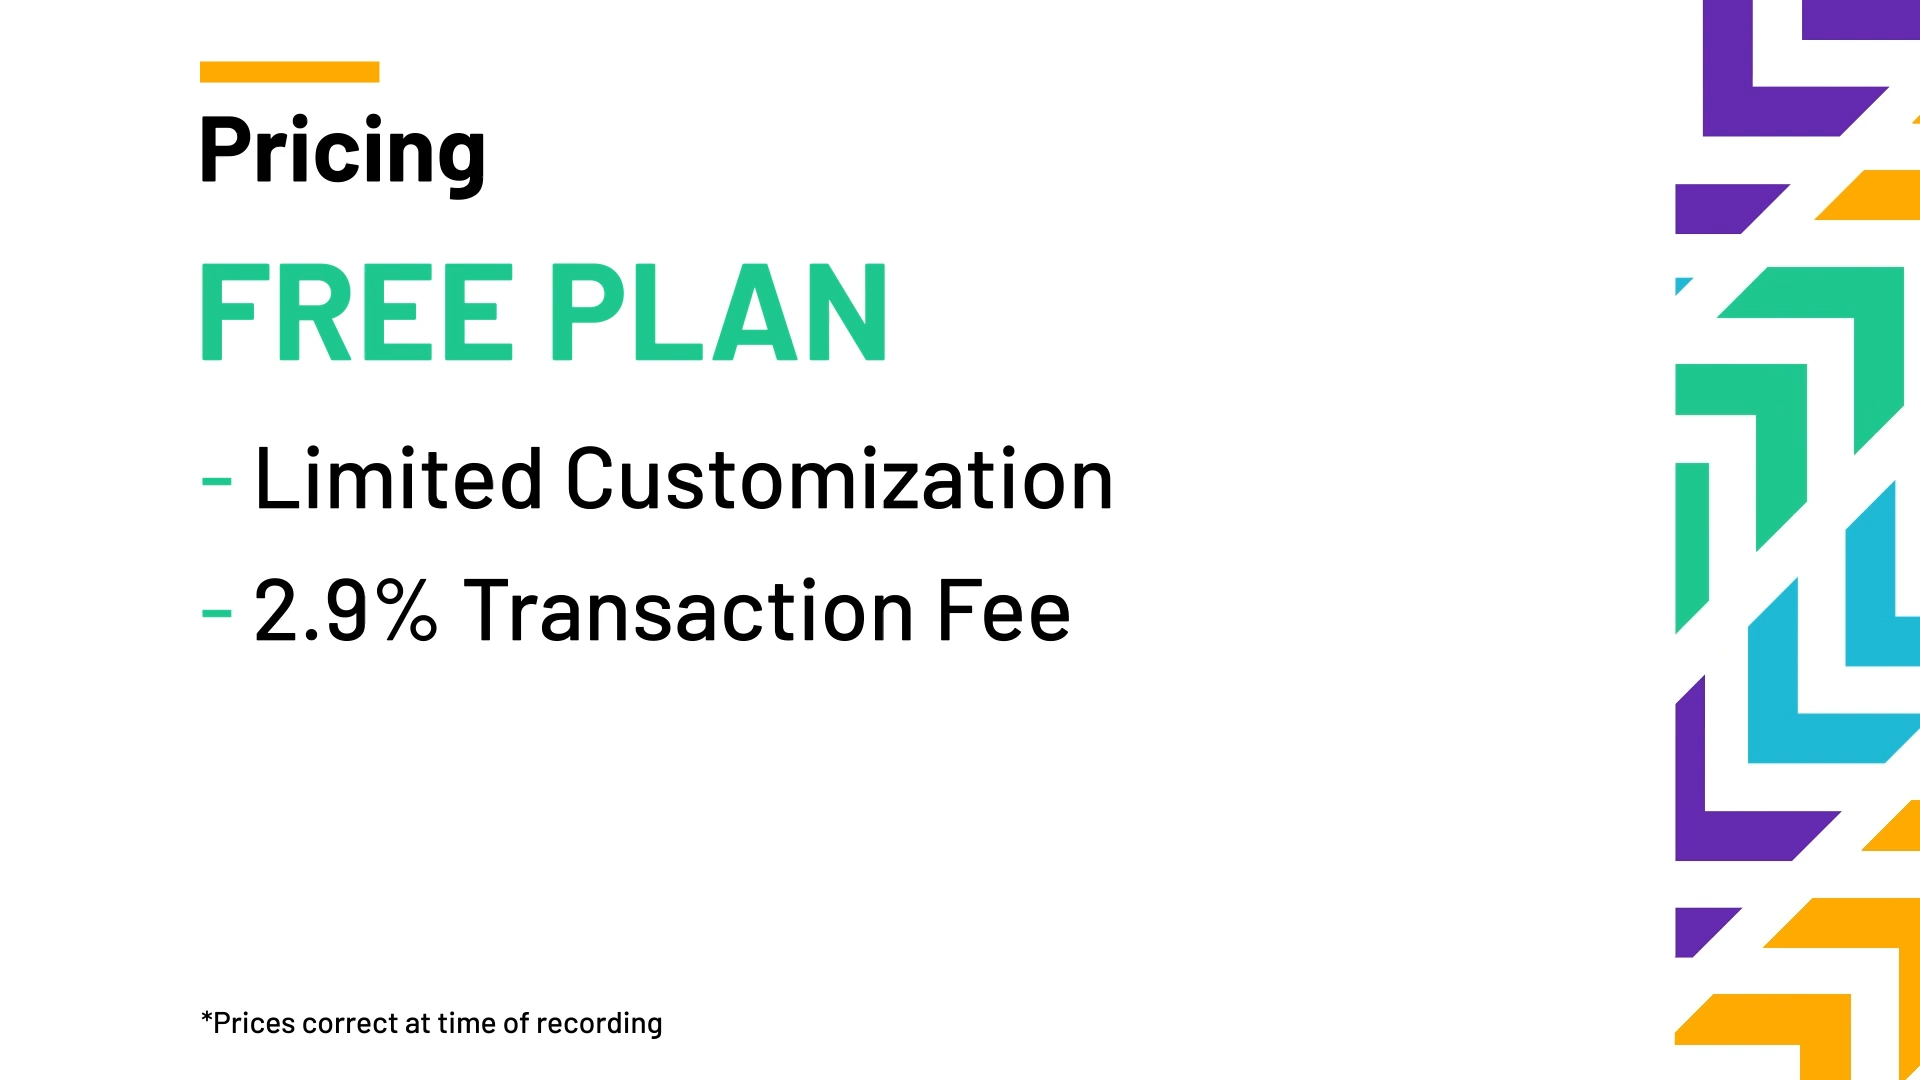 Pricing
FREE PLAN
- Limited Customization
- 2.9% Transaction Fee
*Prices correct at time of recording